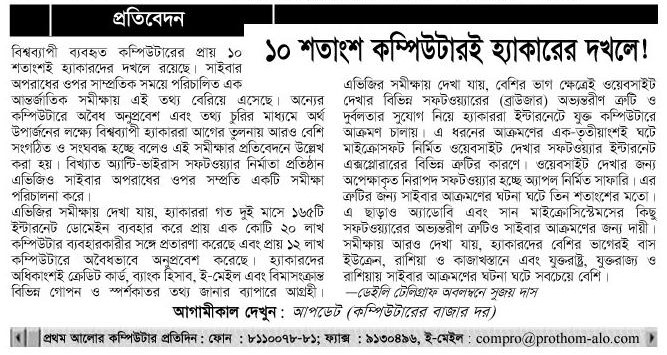 প্রতিবেদন
১০ শতাংশ কম্পিউটারই হ্যাকারের দখলে!
বিশ্বব্যাপী ব্যবহৃত কম্পিউটারের প্রায় ১০
শতাংশই হ্যাকারদের দখলে রয়েছে। সাইবার
অপরাধের ওপর সাম্প্রতিক সময়ে পরিচালিত এক
আন্তর্জাতিক সমীক্ষায় এই তথ্য বেরিয়ে এসেছে। অন্যের
কম্পিউটারে অবৈধ অনুপ্রবেশ এবং তথ্য চুরির মাধ্যমে অর্থ
উপার্জনের লক্ষ্যে বিশ্বব্যাপী হ্যাকাররা আগের তুলনায় আরও বেশি
সংগঠিত ও সংঘবদ্ধ হচ্ছে বলেও এই সমীক্ষার প্রতিবেদনে উল্লেখ
করা হয়। বিখ্যাত অ্যান্টি-ভাইরাস সফটওয়্যার নির্মাতা প্রতিষ্ঠান
এভিজিও সাইবার অপরাধের ওপর সম্প্রতি একটি সমীক্ষা
পরিচালনা করে।
এভিজির সমীক্ষায় দেখা যায়, হ্যাকাররা গত দুই মাসে ১৬৫টি
ইন্টারনেট ডোমেইন ব্যবহার করে প্রায় এক কোটি ২০ লাখ
কম্পিউটার ব্যবহারকারীর সঙ্গে প্রতারণা করেছে এবং প্রায় ১২ লাখ
কম্পিউটারে অবৈধভাবে অনুপ্রবেশ করেছে। হ্যাকারদের
অধিকাংশই ক্রেডিট কার্ড, ব্যাংক হিসাব, ই-মেইল এবং বিমাসংক্রান্ত
বিভিন্ন গোপন ও স্পর্শকাতর তথ্য জানার ব্যাপারে আগ্রহী।
এভিজির সমীক্ষায় দেখা যায়, বেশির ভাগ ক্ষেত্রেই ওয়েবসাইট
দেখার বিভিন্ন সফটওয়্যারের (ব্রাউজার) অভ্যন্তরীণ ত্রুটি ও
দুর্বলতার সুযোগ নিয়ে হ্যাকাররা ইন্টারনেটে যুক্ত কম্পিউটারে
আক্রমণ চালায়। এ ধরনের আক্রমণের এক-তৃতীয়াংশই ঘটে
মাইক্রোসফট নির্মিত ওয়েবসাইট দেখার সফটওয়্যার ইন্টারনেট
এক্সপ্লোরারের বিভিন্ন ত্রুটির কারণে। ওয়েবসাইট দেখার জন্য
অপেক্ষাকৃত নিরাপদ সফটওয়্যার হচ্ছে অ্যাপল নির্মিত সাফারি। এর
ত্রুটির জন্য সাইবার আক্রমণের ঘটনা ঘটে তিন শতাংশের মতো।
এ ছাড়াও অ্যাডোবি এবং সান মাইক্রোসিস্টেমসের কিছু
সফটওয়্যারের অভ্যন্তরীণ ত্রুটিও সাইবার আক্রমণের জন্য দায়ী।
সমীক্ষায় আরও দেখা যায়, হ্যাকারদের বেশির ভাগেরই বাস
ইউক্রেন, রাশিয়া ও কাজাখস্তানে এবং যুক্তরাষ্ট্র, যুক্তরাজ্য ও
রাশিয়ায় সাইবার আক্রমণের ঘটনা ঘটে সবচেয়ে বেশি।
—ডেইলি টেলিগ্রাফ অবলম্বনে সুজয় দাস
আগামীকাল দেখুন : আপডেট (কম্পিউটারের বাজার দর)
প্রথম আলোর কম্পিউটার প্রতিদিন : ফোন : ৮১১০০৭৮-৮১; ফ্যাক্স : ৯১৩০৪৯৬, ই-মেইল : compro@prothom-alo.com